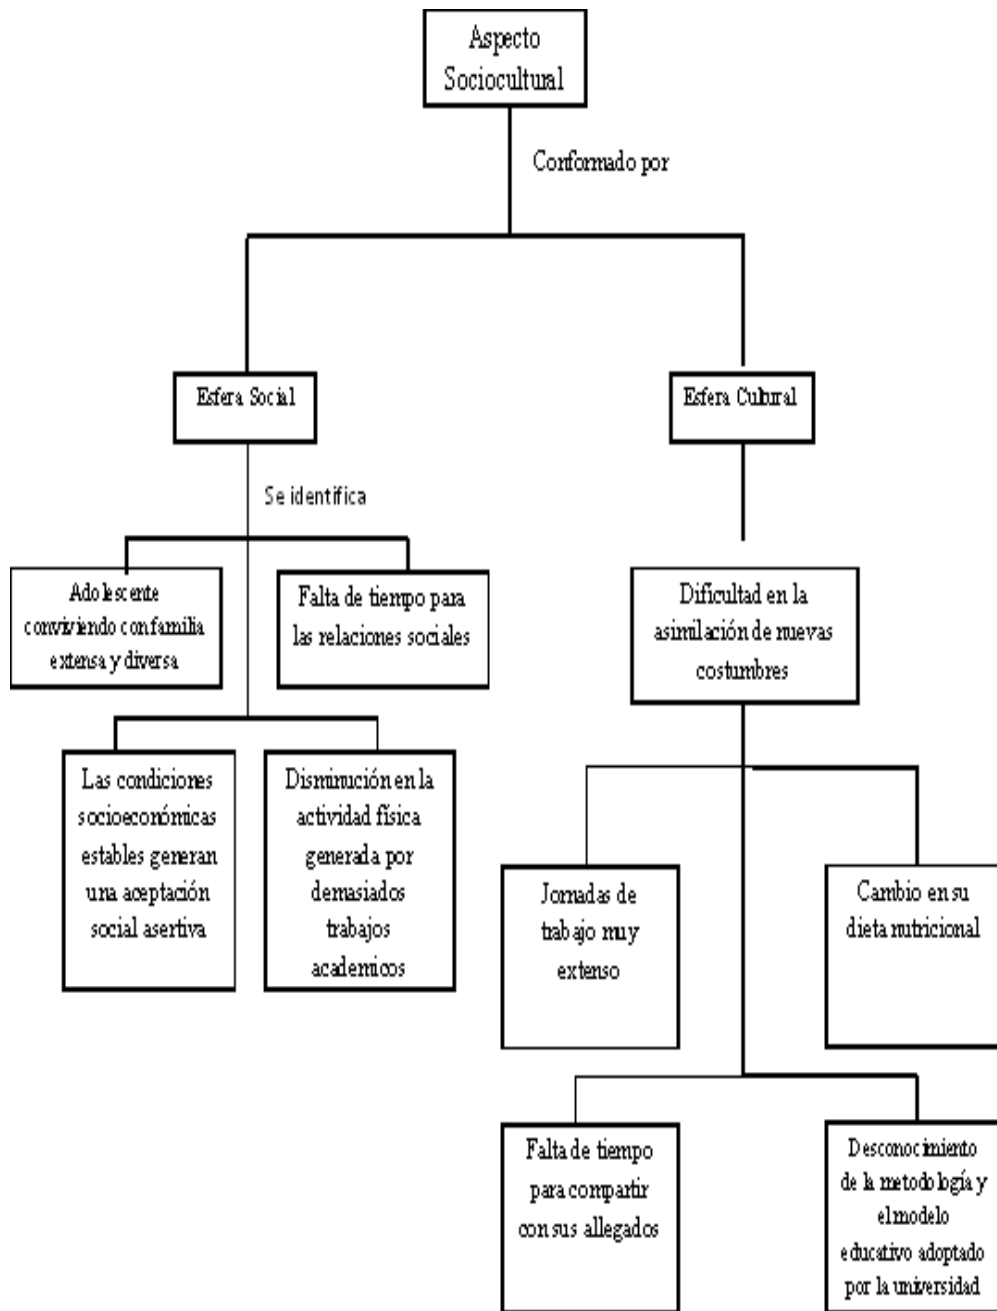 Aspecto
Sociocultural
Conformado por
Esfera Social
Esfera Cultural
Se identifica
Adolescente
conviviendo con familia
extensa y diversa
Falta de tiempo para
las relaciones sociales
Dificultad en la
asimilación de nuevas
costumbres
Las condiciones
socioeconómicas
estables generan
una aceptación
social asertiva
Disminución en la
actividad física
generada por
demasiados
trabajos
academicos
Jornadas de
trabajo muy
extenso
Cambio en su
dieta nutricional
Falta de tiempo
para compartir
con sus allegados
Desconocimiento
de la metodología y
el modelo
educativo adoptado
por la universidad